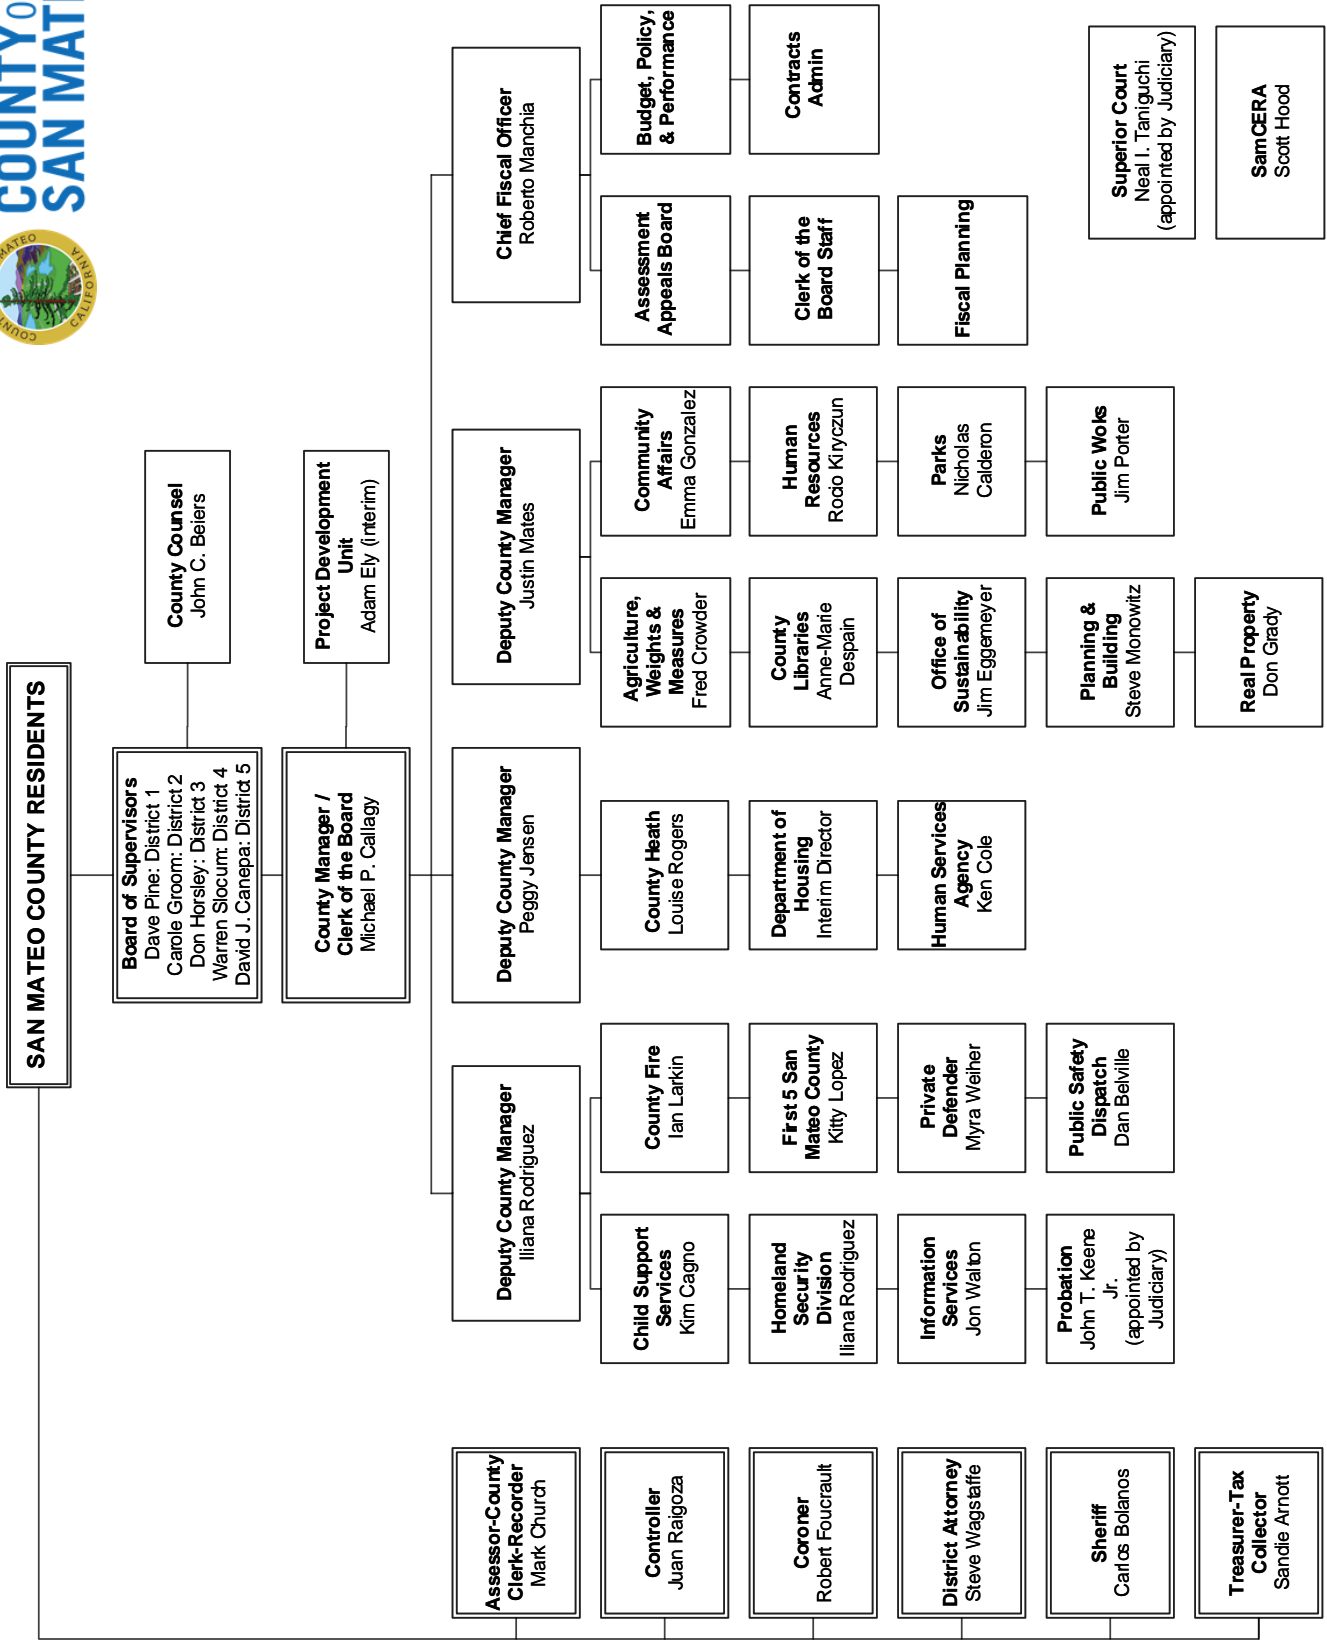 COUNTY O
SAN MATE
COUNT
MATEO
CALIFORNIA
SAN MATEO COUNTY RESIDENTS
Board of Supervisors
Dave Pine: District 1
Carole Groom: District 2
Don Horsley: District 3
Warren Slocum: District 4
David J. Canepa: District 5
County Counsel
John C. Beiers
County Manager /
Clerk of the Board
Michael P. Callagy
Project Development
Unit
Adam Ely (interim)
Assessor-County
Clerk-Recorder
Mark Church
Controller
Juan Raigoza
Coroner
Robert Foucrault
District Attorney
Steve Wagstaffe
Sheriff
Carlos Bolanos
Treasurer-Tax
Collector
Sandie Arnott
Deputy County Manager
Iliana Rodriguez
Child Support
Services
Kim Cagno
Homeland
Security
Division
Iliana Rodriguez
Information
Services
Jon Walton
Probation
John T. Keene
Jr.
(appointed by
Judiciary)
County Fire
Ian Larkin
First 5 San
Mateo County
Kitty Lopez
Private
Defender
Myra Weiher
Public Safety
Dispatch
Dan Belville
Deputy County Manager
Peggy Jensen
County Heath
Louise Rogers
Department of
Housing
Interim Director
Human Services
Agency
Ken Cole
Deputy County Manager
Justin Mates
Agriculture,
Weights &
Measures
Fred Crowder
County
Libraries
Anne-Marie
Despain
Office of
Sustainability
Jim Eggemeyer
Planning &
Building
Steve Monowitz
Real Property
Don Grady
Community
Affairs
Emma Gonzalez
Human
Resources
Rocio Kiryczun
Parks
Nicholas
Calderon
Public Woks
Jim Porter
Chief Fiscal Officer
Roberto Manchia
Assessment
Appeals Board
Clerk of the
Board Staff
Fiscal Planning
Budget, Policy,
& Performance
Contracts
Admin
Superior Court
Neal I. Taniguchi
(appointed by Judiciary)
SamCERA
Scott Hood